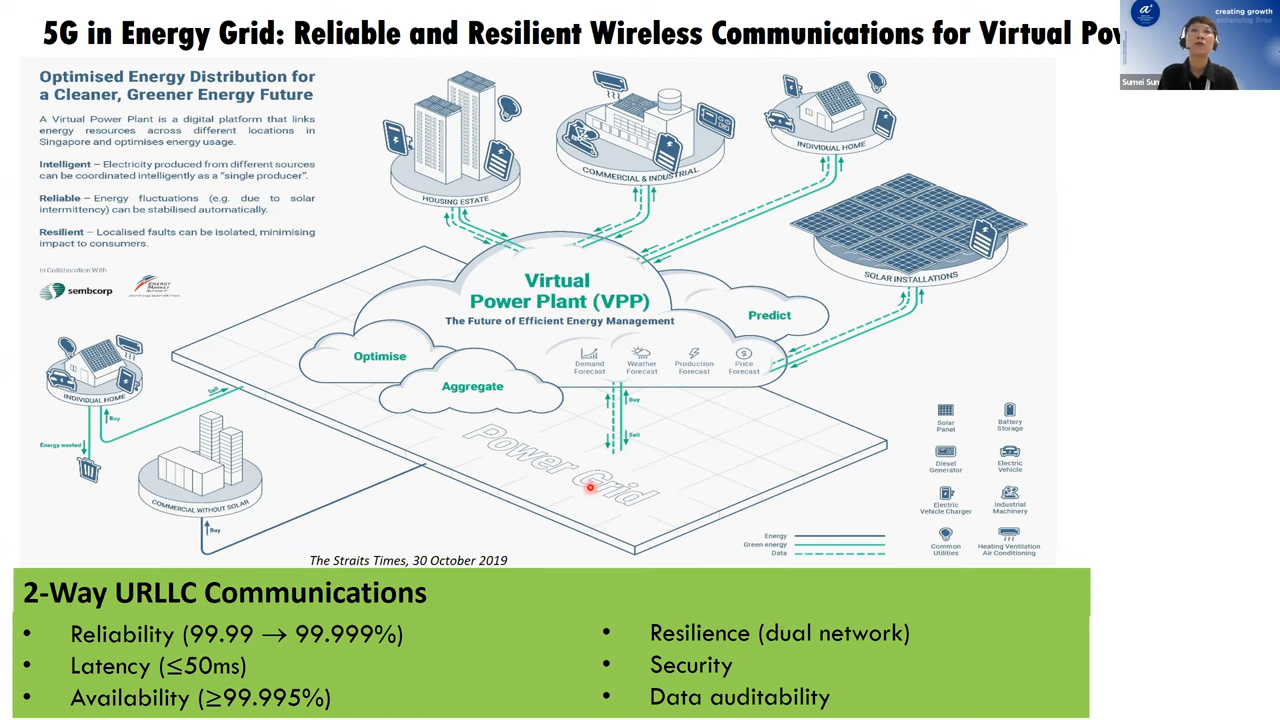 5G in Energy Grid: Reliable and Resilient Wireless Communications for Virtual
creating growth
enhancing lives
Sumei Sun
Optimised Energy Distribution for
a Cleaner, Greener Energy Future
A Virtual Power Plant is a digital platform that links
energy resources across different locations in
Singapore and optimises energy usage.
Intelligent – Electricity produced from different sources
can be coordinated intelligently as a “single producer”.
Reliable – Energy fluctuations (e.g. due to solar
intermittency) can be stabilised automatically.
Resilient – Localised faults can be isolated, minimising
impact to consumers.
In Collaboration With
sembcorp
ENERGY
MARKET
HOUSING ESTATE
COMMERCIAL & INDUSTRIAL
INDIVIDUAL HOME
SOLAR INSTALLATIONS
Virtual
Power Plant (VPP)
The Future of Efficient Energy Management
Predict
Optimise
Aggregate
Demand
Forecast
Weather
Forecast
Production
Forecast
Price
Forecast
Buy
Sell
Power Grid
INDIVIDUAL HOME
Sell
Buy
Energy wasted
COMMERCIAL WITHOUT SOLAR
Buy
Solar
Panel
Battery
Storage
Diesel
Generator
Electric
Vehicle
Electric
Vehicle Charger
Industrial
Machinery
Common
Utilities
Heating Ventilation
Air Conditioning
Energy
Green energy
Data
The Straits Times, 30 October 2019
2-Way URLLC Communications
• Reliability (99.99 → 99.999%)
• Latency (≤50ms)
• Availability (≥99.995%)
• Resilience (dual network)
• Security
• Data auditability